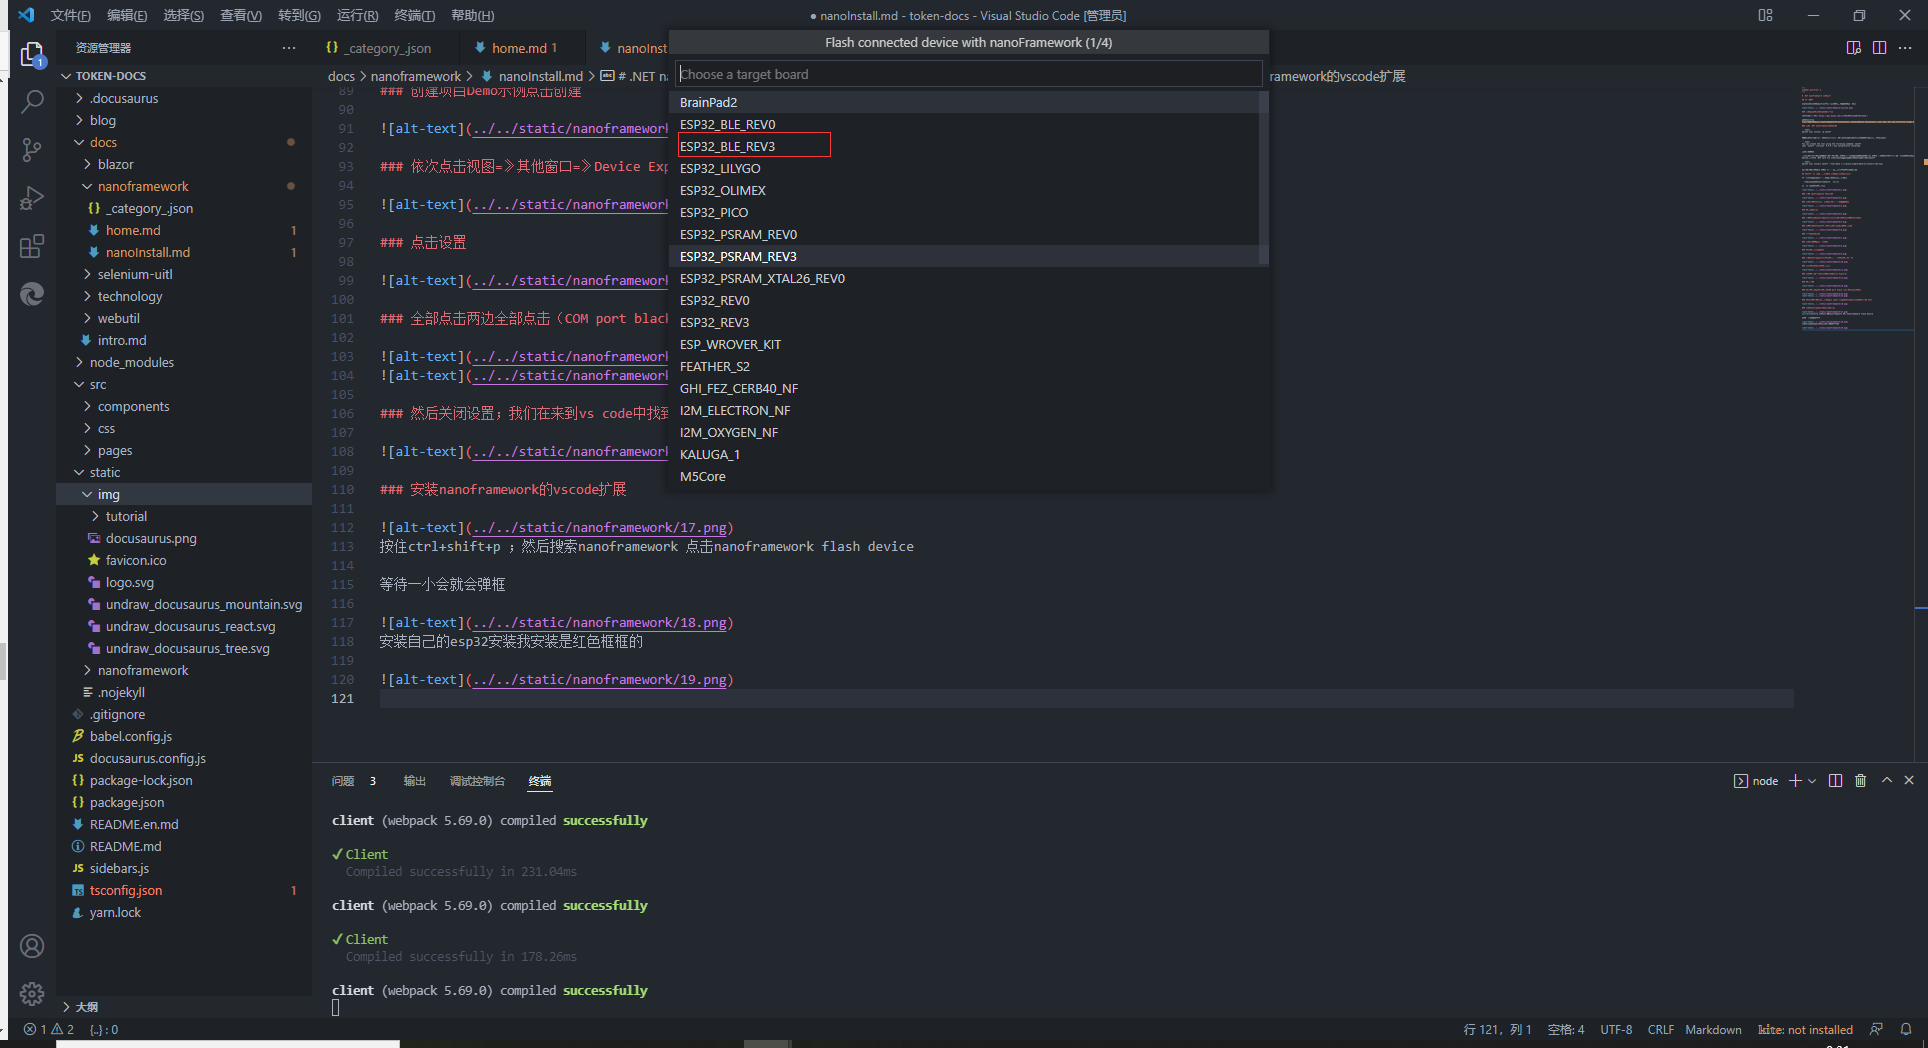 文件(F) 编辑(E) 选择(S) 查看(V) 转到(G) 运行(R) 终端(T) 帮助(H)
● nanoInstall.md - token-docs - Visual Studio Code [管理员]
资源管理器
TOKEN-DOCS
.docusaurus
blog
docs
blazor
nanoframework
_category_.json
home.md 1
nanoInstall.md 1
selenium-uitl
technology
webutil
intro.md
node_modules
src
components
css
pages
static
img
tutorial
docusaurus.png
favicon.ico
logo.svg
undraw_docusaurus_mountain.svg
undraw_docusaurus_react.svg
undraw_docusaurus_tree.svg
nanoframework
.nojekyll
.gitignore
babel.config.js
docusaurus.config.js
package-lock.json
package.json
README.en.md
README.md
sidebars.js
tsconfig.json 1
yarn.lock
大纲
_category_.json
home.md 1
nanoInst
docs > nanoframework > nanoInstall.md > # .NET na
ramework的vscode扩展
Flash connected device with nanoFramework (1/4)
Choose a target board
BrainPad2
ESP32_BLE_REV0
ESP32_BLE_REV3
ESP32_LILYGO
ESP32_OLIMEX
ESP32_PICO
ESP32_PSRAM_REV0
ESP32_PSRAM_REV3
ESP32_PSRAM_XTAL26_REV0
ESP32_REV0
ESP32_REV3
ESP_WROVER_KIT
FEATHER_S2
GHI_FEZ_CERB40_NF
I2M_ELECTRON_NF
I2M_OXYGEN_NF
KALUGA_1
M5Core
89 ### 创建项目Demo示例点击创建
90
91 ![alt-text](../../static/nanoframework
92
93 ### 依次点击视图=》其他窗口=》Device Exp
94
95 ![alt-text](../../static/nanoframework
96
97 ### 点击设置
98
99 ![alt-text](../../static/nanoframework
100
101 ### 全部点击两边全部点击（COM port black
102
103 ![alt-text](../../static/nanoframework
104 ![alt-text](../../static/nanoframework
105
106 ### 然后关闭设置；我们在来到vs code中找到
107
108 ![alt-text](../../static/nanoframework
109
110 ### 安装nanoframework的vscode扩展
111
112 ![alt-text](../../static/nanoframework/17.png)
113 按住ctrl+shift+p ；然后搜索nanoframework 点击nanoframework flash device
114
115 等待一小会就会弹框
116
117 ![alt-text](../../static/nanoframework/18.png)
118 安装自己的esp32安装我安装是红色框框的
119
120 ![alt-text](../../static/nanoframework/19.png)
121
问题 3 输出 调试控制台 终端
node
client (webpack 5.69.0) compiled successfully
✔ Client
Compiled successfully in 231.04ms
client (webpack 5.69.0) compiled successfully
✔ Client
Compiled successfully in 178.26ms
client (webpack 5.69.0) compiled successfully
1 2 {..} : 0
行 121，列 1 空格: 4 UTF-8 CRLF Markdown kite: not installed